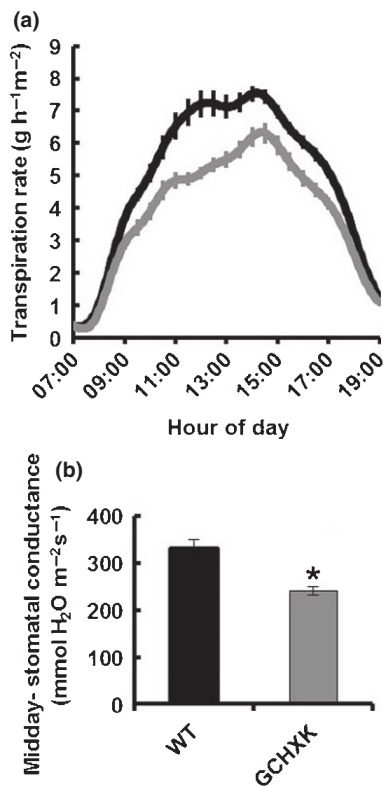 (a)
Transpiration rate (g h⁻¹m⁻²)
9
8
7
6
5
4
3
2
1
0
07:00
09:00
11:00
13:00
15:00
17:00
19:00
Hour of day
(b)
Midday- stomatal conductance
(mmol H₂O m⁻²s⁻¹)
400
300
200
100
0
*
WT
GCHXK